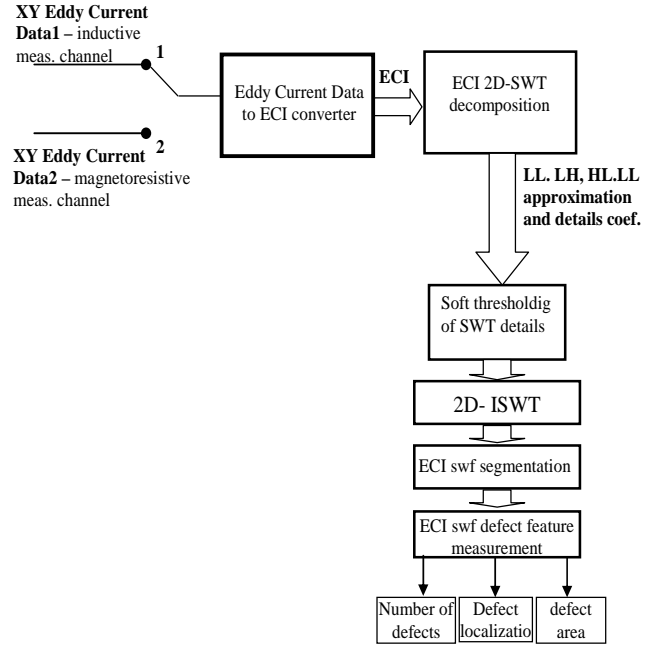 XY Eddy Current
Data1 – inductive
meas. channel
1
2
XY Eddy Current
Data2 – magnetoresistive
meas. channel
Eddy Current Data
to ECI converter
ECI
ECI 2D-SWT
decomposition
LL. LH, HL.LL
approximation
and details coef.
Soft thresholdig
of SWT details
2D- ISWT
ECI swf segmentation
ECI swf defect feature
measurement
Number of
defects
Defect
localizatio
defect
area